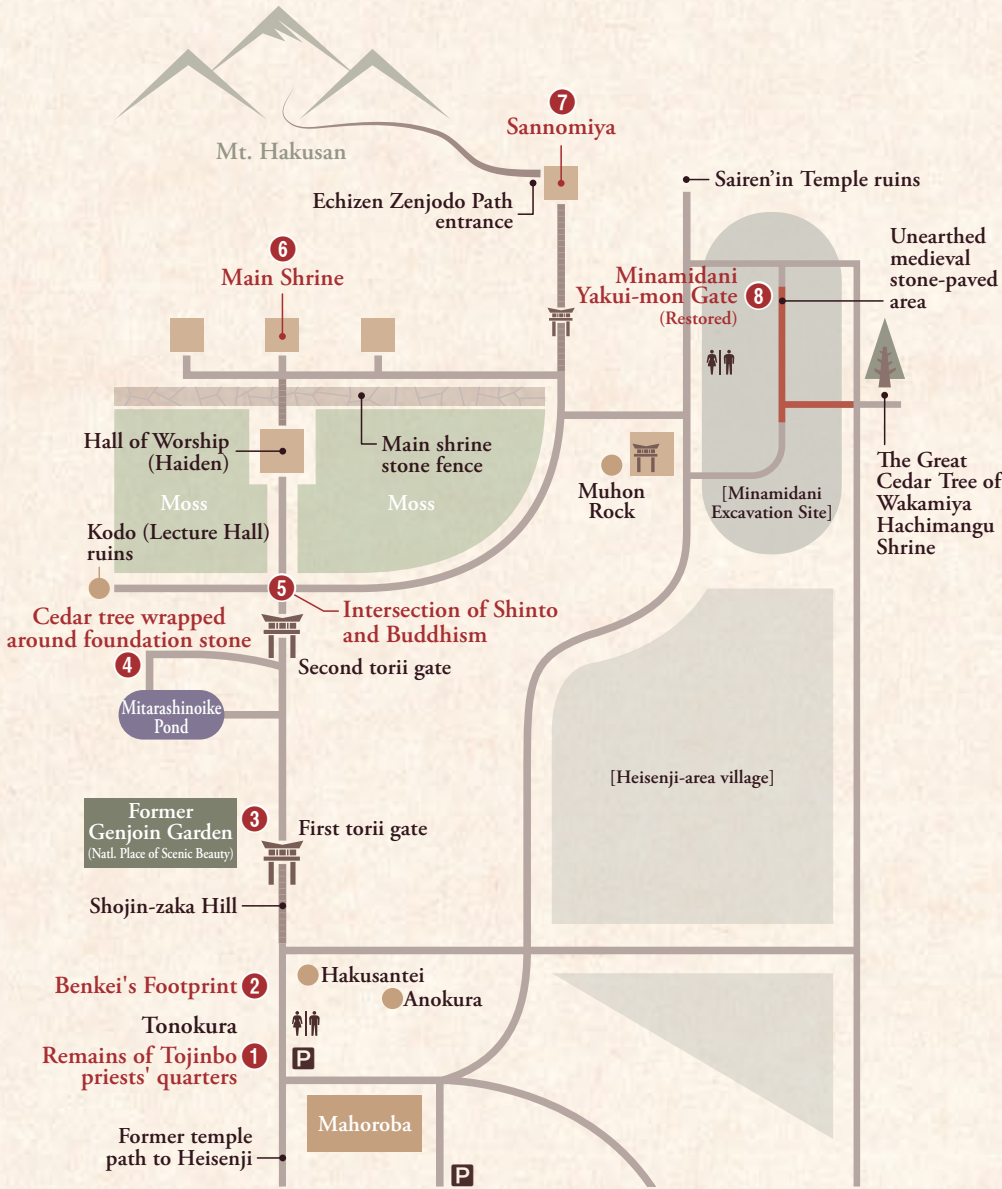 7
Sannomiya
Mt. Hakusan
Echizen Zenjodo Path
entrance
Sairen'in Temple ruins
6
Main Shrine
Minamidani
Yakui-mon Gate
(Restored)
8
Unearthed
medieval
stone-paved
area
Hall of Worship
(Haiden)
Main shrine
stone fence
Muhon
Rock
[Minamidani
Excavation Site]
The Great
Cedar Tree of
Wakamiya
Hachimangu
Shrine
Moss
Moss
Kodo (Lecture Hall)
ruins
5
Intersection of Shinto
and Buddhism
Cedar tree wrapped
around foundation stone
4
Second torii gate
Mitarashinoike
Pond
[Heisenji-area village]
Former
Genjoin Garden
(Natl. Place of Scenic Beauty)
3
First torii gate
Shojin-zaka Hill
Benkei's Footprint
2
Hakusantei
Anokura
Tonokura
Remains of Tojinbo
priests' quarters
1
P
Mahoroba
Former temple
path to Heisenji
P